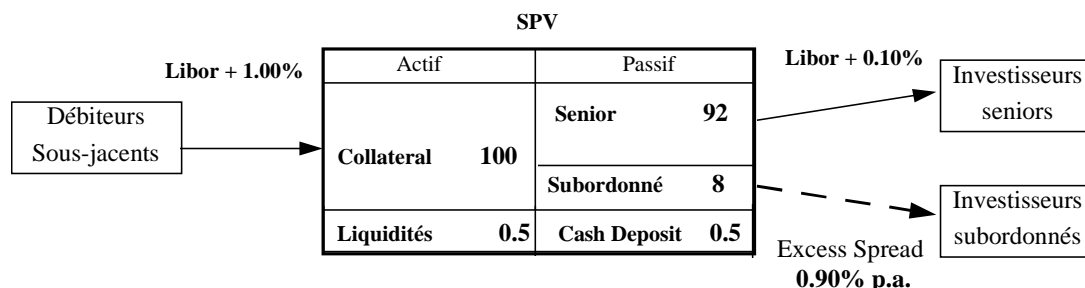 SPV
Libor + 1.00%
Actif
Passif
Libor + 0.10%
Débiteurs
Sous-jacents
Collateral 100
Senior 92
Subordonné 8
Liquidités 0.5
Cash Deposit 0.5
Investisseurs
seniors
Investisseurs
subordonnés
Excess Spread
0.90% p.a.